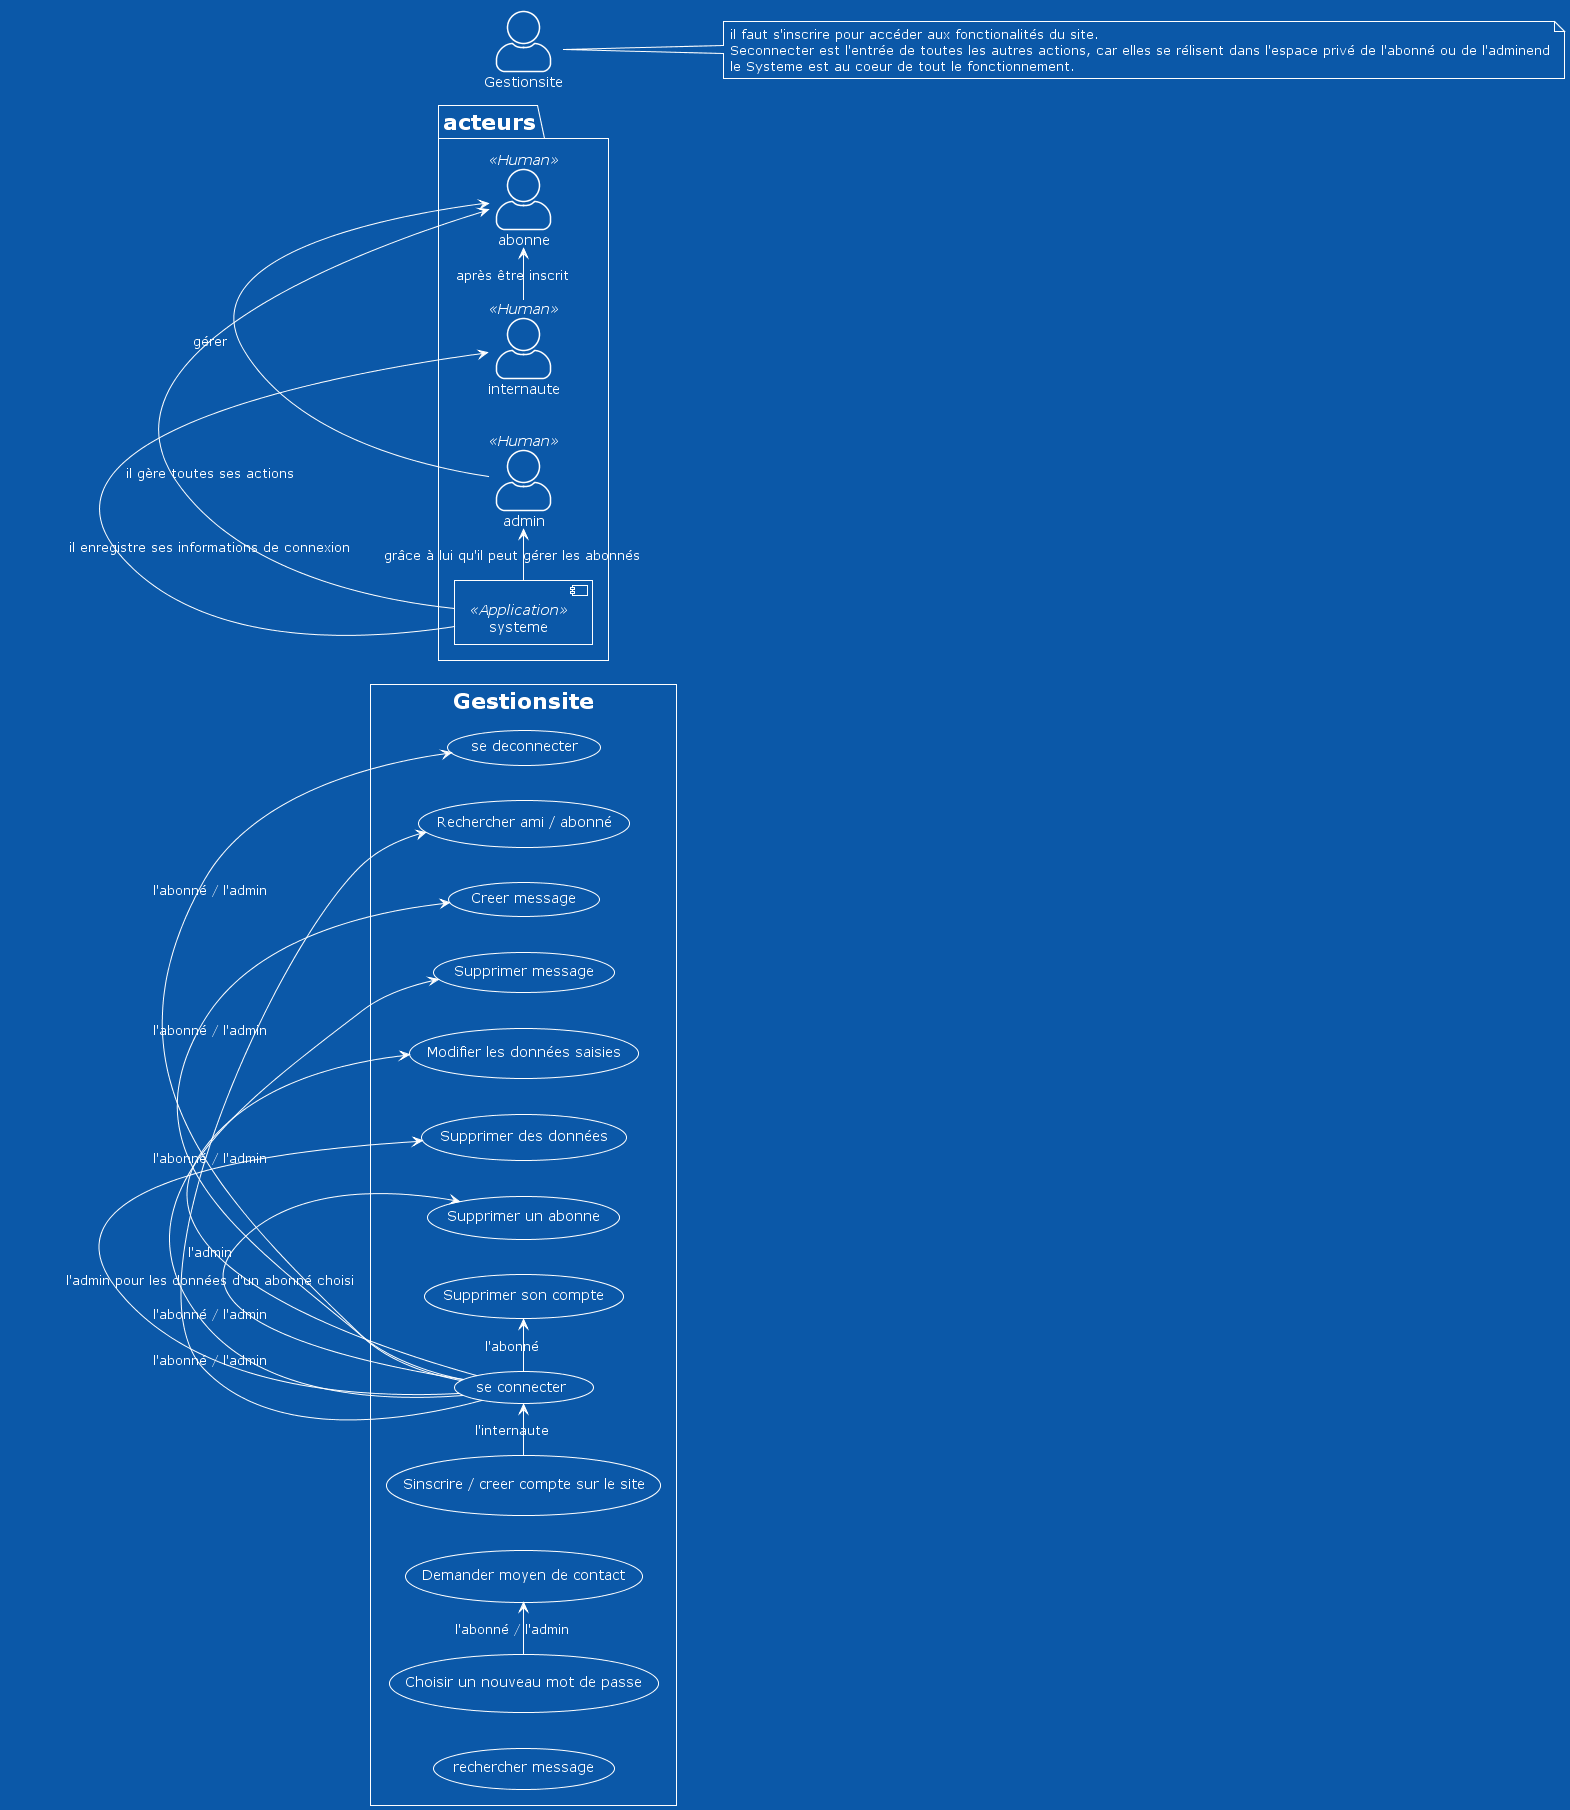 il faut s'inscrire pour accéder aux fonctionalités du site.
Seconnecter est l'entrée de toutes les autres actions, car elles se rélisent dans l'espace privé de l'abonné ou de l'adminend
le Systeme est au coeur de tout le fonctionnement.
Gestionsite
acteurs
«Human»
abonne
après être inscrit
«Human»
internaute
gérer
«Human»
admin
il gère toutes ses actions
il enregistre ses informations de connexion
grâce à lui qu'il peut gérer les abonnés
«Application»
systeme
Gestionsite
se deconnecter
Rechercher ami / abonné
l'abonné / l'admin
Creer message
Supprimer message
l'abonné / l'admin
Modifier les données saisies
Supprimer des données
l'abonné / l'admin
Supprimer un abonne
l'admin
l'admin pour les données d'un abonné choisi
Supprimer son compte
l'abonné / l'admin
l'abonné
l'abonné / l'admin
se connecter
l'internaute
Sinscrire / creer compte sur le site
Demander moyen de contact
l'abonné / l'admin
Choisir un nouveau mot de passe
rechercher message